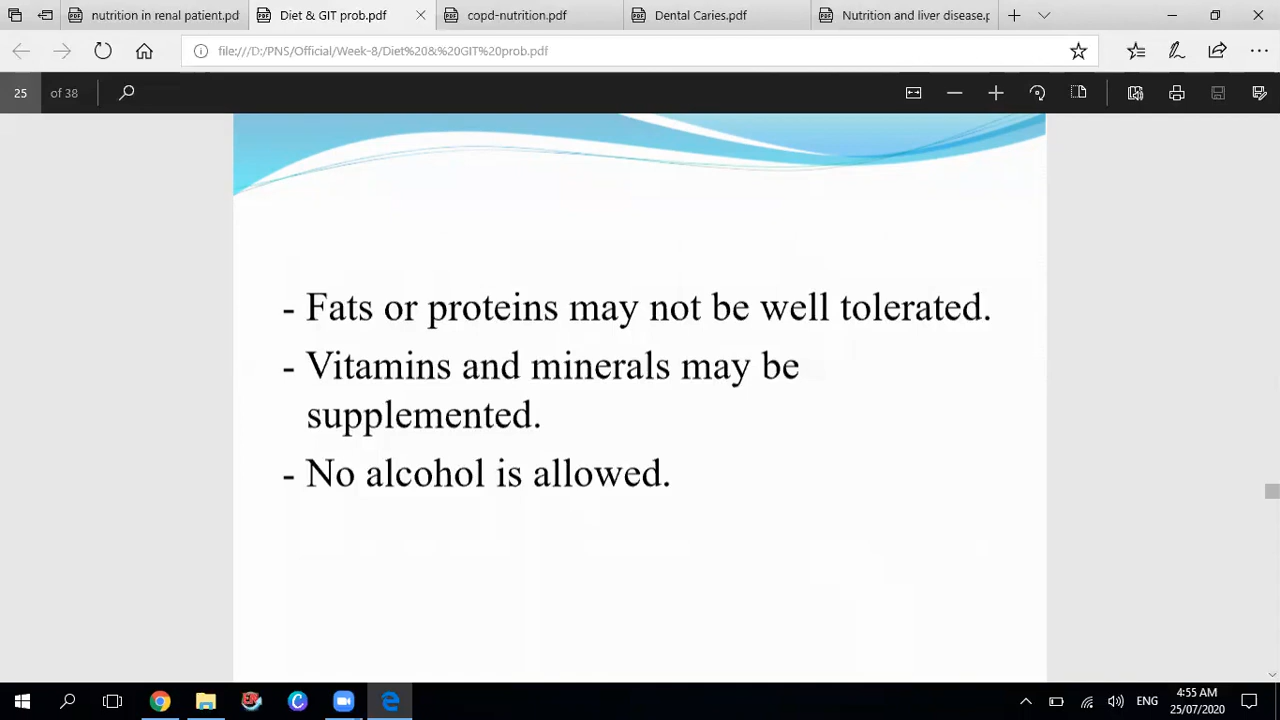 nutrition in renal patient.pd
Diet & GIT prob.pdf
copd-nutrition.pdf
Dental Caries.pdf
Nutrition and liver disease.p
file:///D:/PNS/Official/Week-8/Diet%20&%20GIT%20prob.pdf
25 of 38
- Fats or proteins may not be well tolerated.
- Vitamins and minerals may be
supplemented.
- No alcohol is allowed.
ENG
4:55 AM
25/07/2020